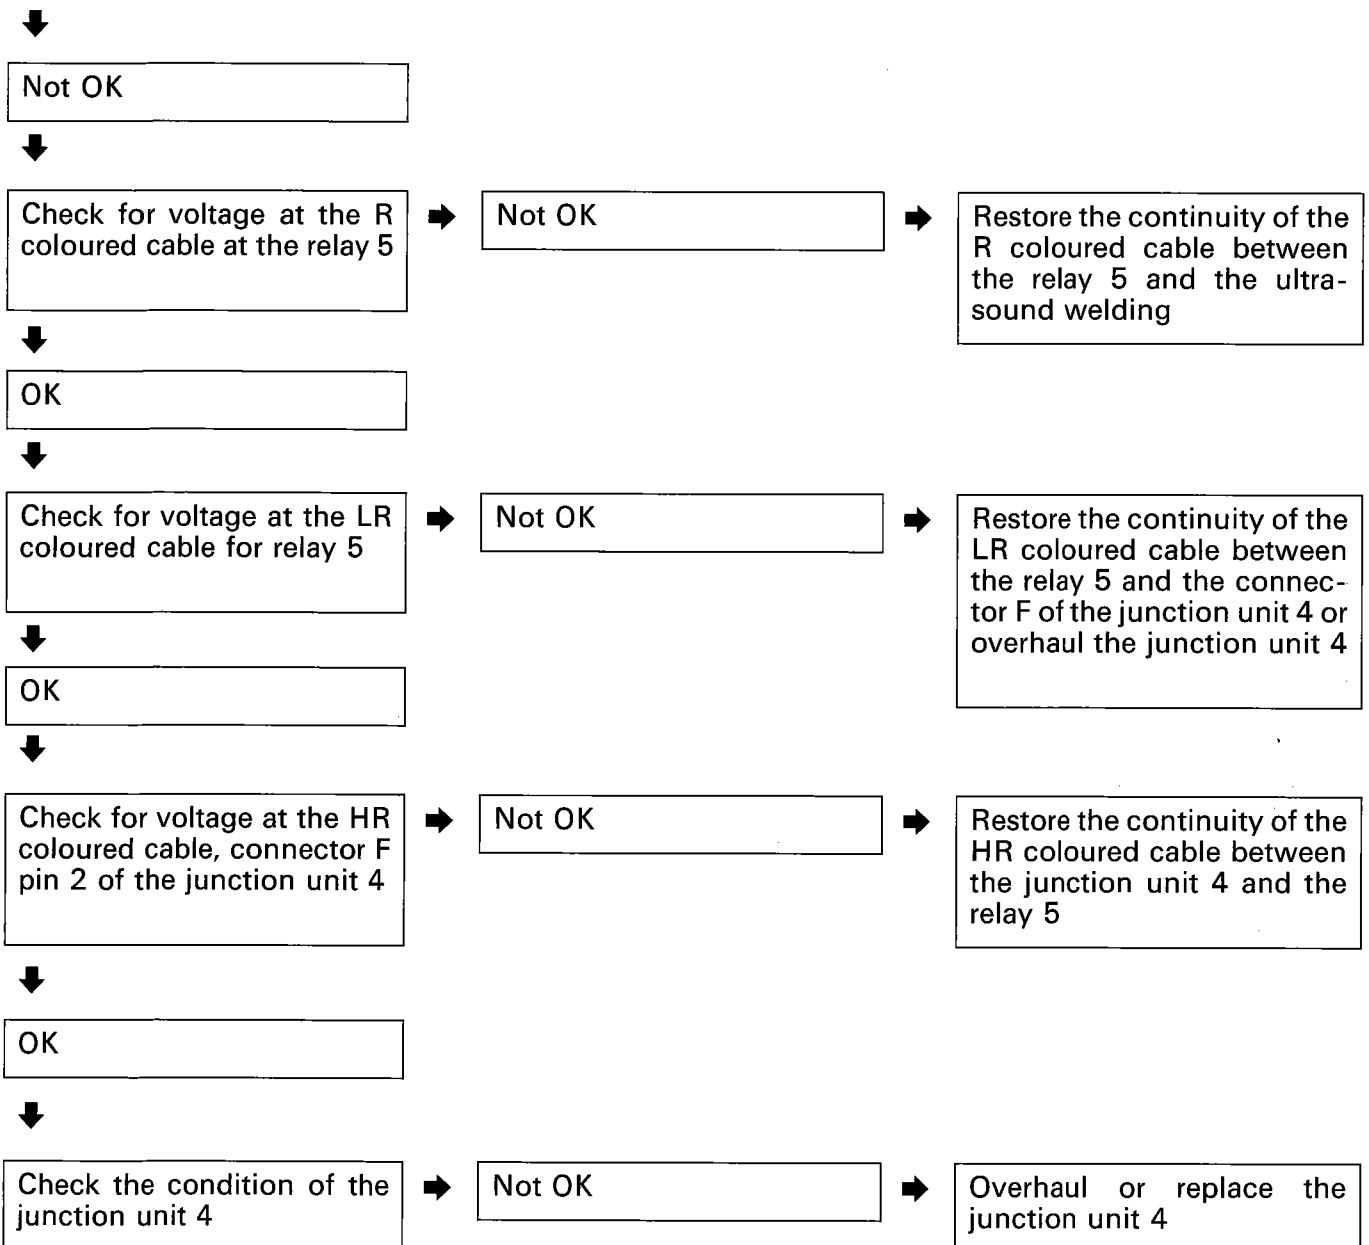 Not OK
Check for voltage at the R
coloured cable at the relay 5
Not OK
Restore the continuity of the
R coloured cable between
the relay 5 and the ultra-
sound welding
OK
Check for voltage at the LR
coloured cable for relay 5
Not OK
Restore the continuity of the
LR coloured cable between
the relay 5 and the connec-
tor F of the junction unit 4 or
overhaul the junction unit 4
OK
Check for voltage at the HR
coloured cable, connector F
pin 2 of the junction unit 4
Not OK
Restore the continuity of the
HR coloured cable between
the junction unit 4 and the
relay 5
OK
Check the condition of the
junction unit 4
Not OK
Overhaul or replace the
junction unit 4